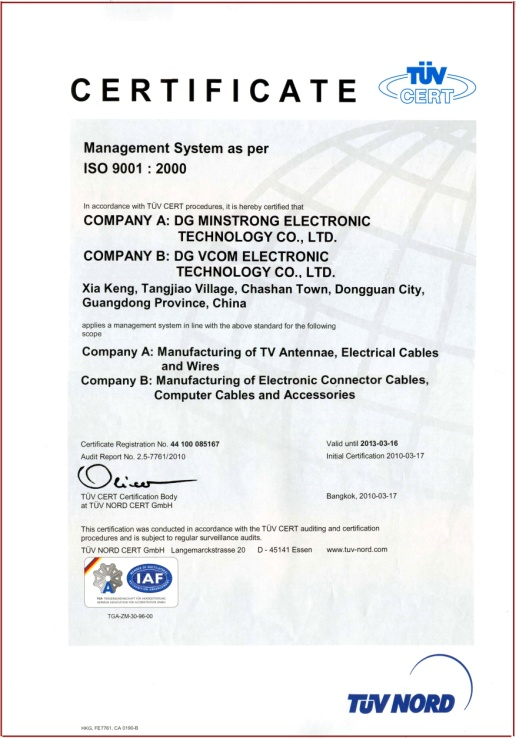 CERTIFICATE
TÜV
CERT
Management System as per
ISO 9001 : 2000
In accordance with TÜV CERT procedures, it is hereby certified that
COMPANY A: DG MINSTRONG ELECTRONIC
TECHNOLOGY CO., LTD.
COMPANY B: DG VCOM ELECTRONIC
TECHNOLOGY CO., LTD.
Xia Keng, Tangjiao Village, Chashan Town, Dongguan City,
Guangdong Province, China
applies a management system in line with the above standard for the following
scope
Company A: Manufacturing of TV Antennae, Electrical Cables
and Wires
Company B: Manufacturing of Electronic Connector Cables,
Computer Cables and Accessories
Certificate Registration No. 44 100 085167
Valid until 2013-03-16
Audit Report No. 2.5-7761/2010
Initial Certification 2010-03-17
TÜV CERT Certification Body
at TÜV NORD CERT GmbH
Bangkok, 2010-03-17
This certification was conducted in accordance with the TÜV CERT auditing and certification
procedures and is subject to regular surveillance audits.
TÜV NORD CERT GmbH Langemarckstrasse 20 D - 45141 Essen www.tuv-nord.com
IAF
TGA-ZM-30-96-00
TÜV NORD
HKG, FE7761, CA 0190-B